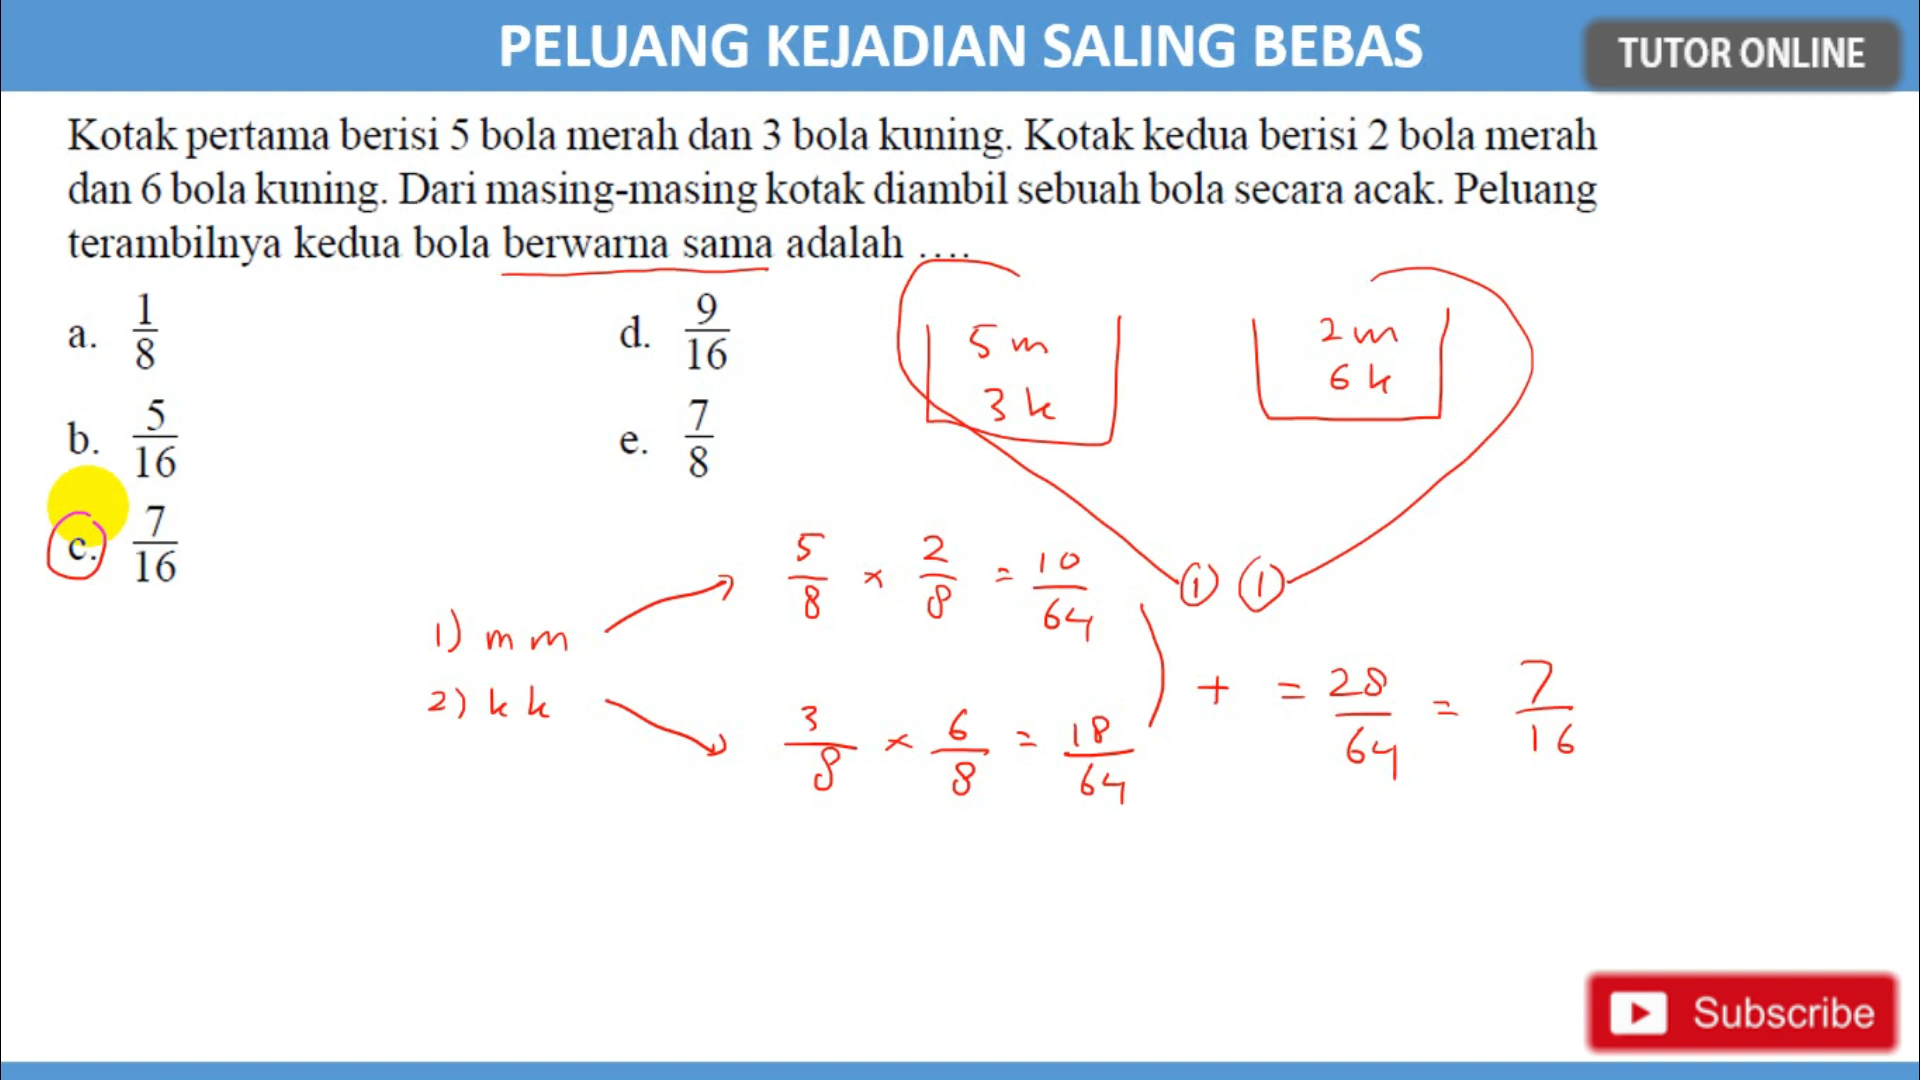 PELUANG KEJADIAN SALING BEBAS
TUTOR ONLINE
Kotak pertama berisi 5 bola merah dan 3 bola kuning. Kotak kedua berisi 2 bola merah
dan 6 bola kuning. Dari masing-masing kotak diambil sebuah bola secara acak. Peluang
terambilnya kedua bola berwarna sama adalah ....
a. 1/8
b. 5/16
c. 7/16
d. 9/16
e. 7/8
5 m
3 k
2 m
6 k
1 1
1) m m
2) k k
5/8 × 2/8 = 10/64
3/8 × 6/8 = 18/64
+ = 28/64 = 7/16
Subscribe